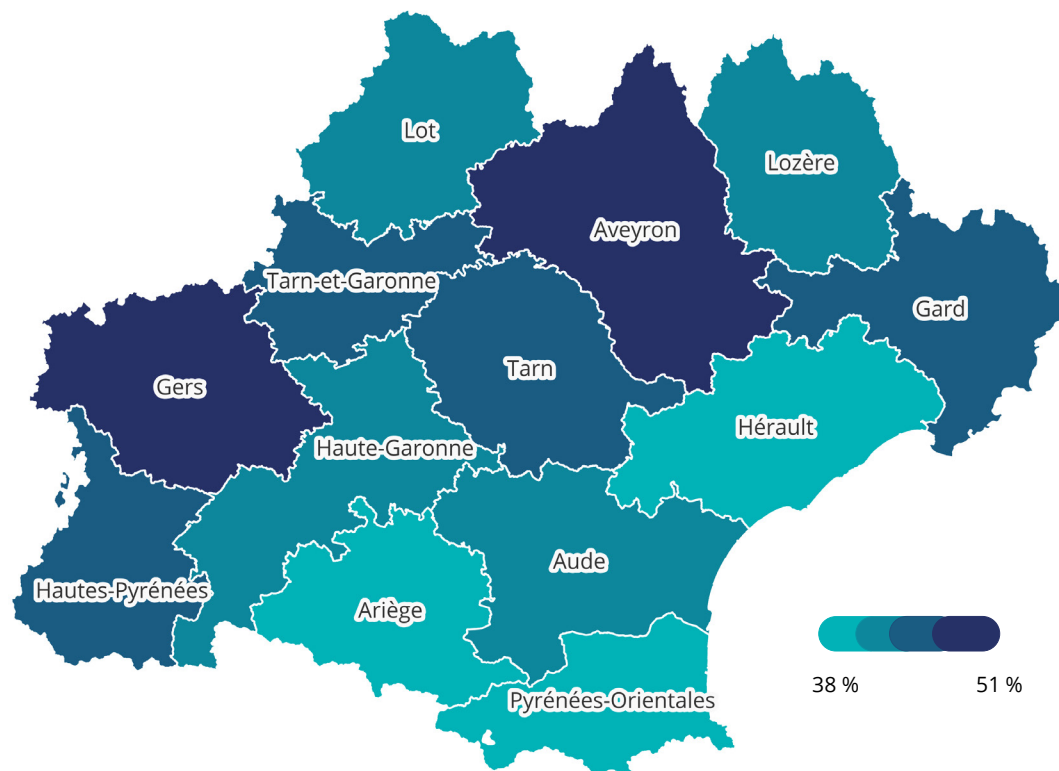 Lot
Lozère
Aveyron
Tarn-et-Garonne
Gard
Tarn
Gers
Hérault
Haute-Garonne
Aude
Hautes-Pyrénées
Ariège
38 %
51 %
Pyrénées-Orientales